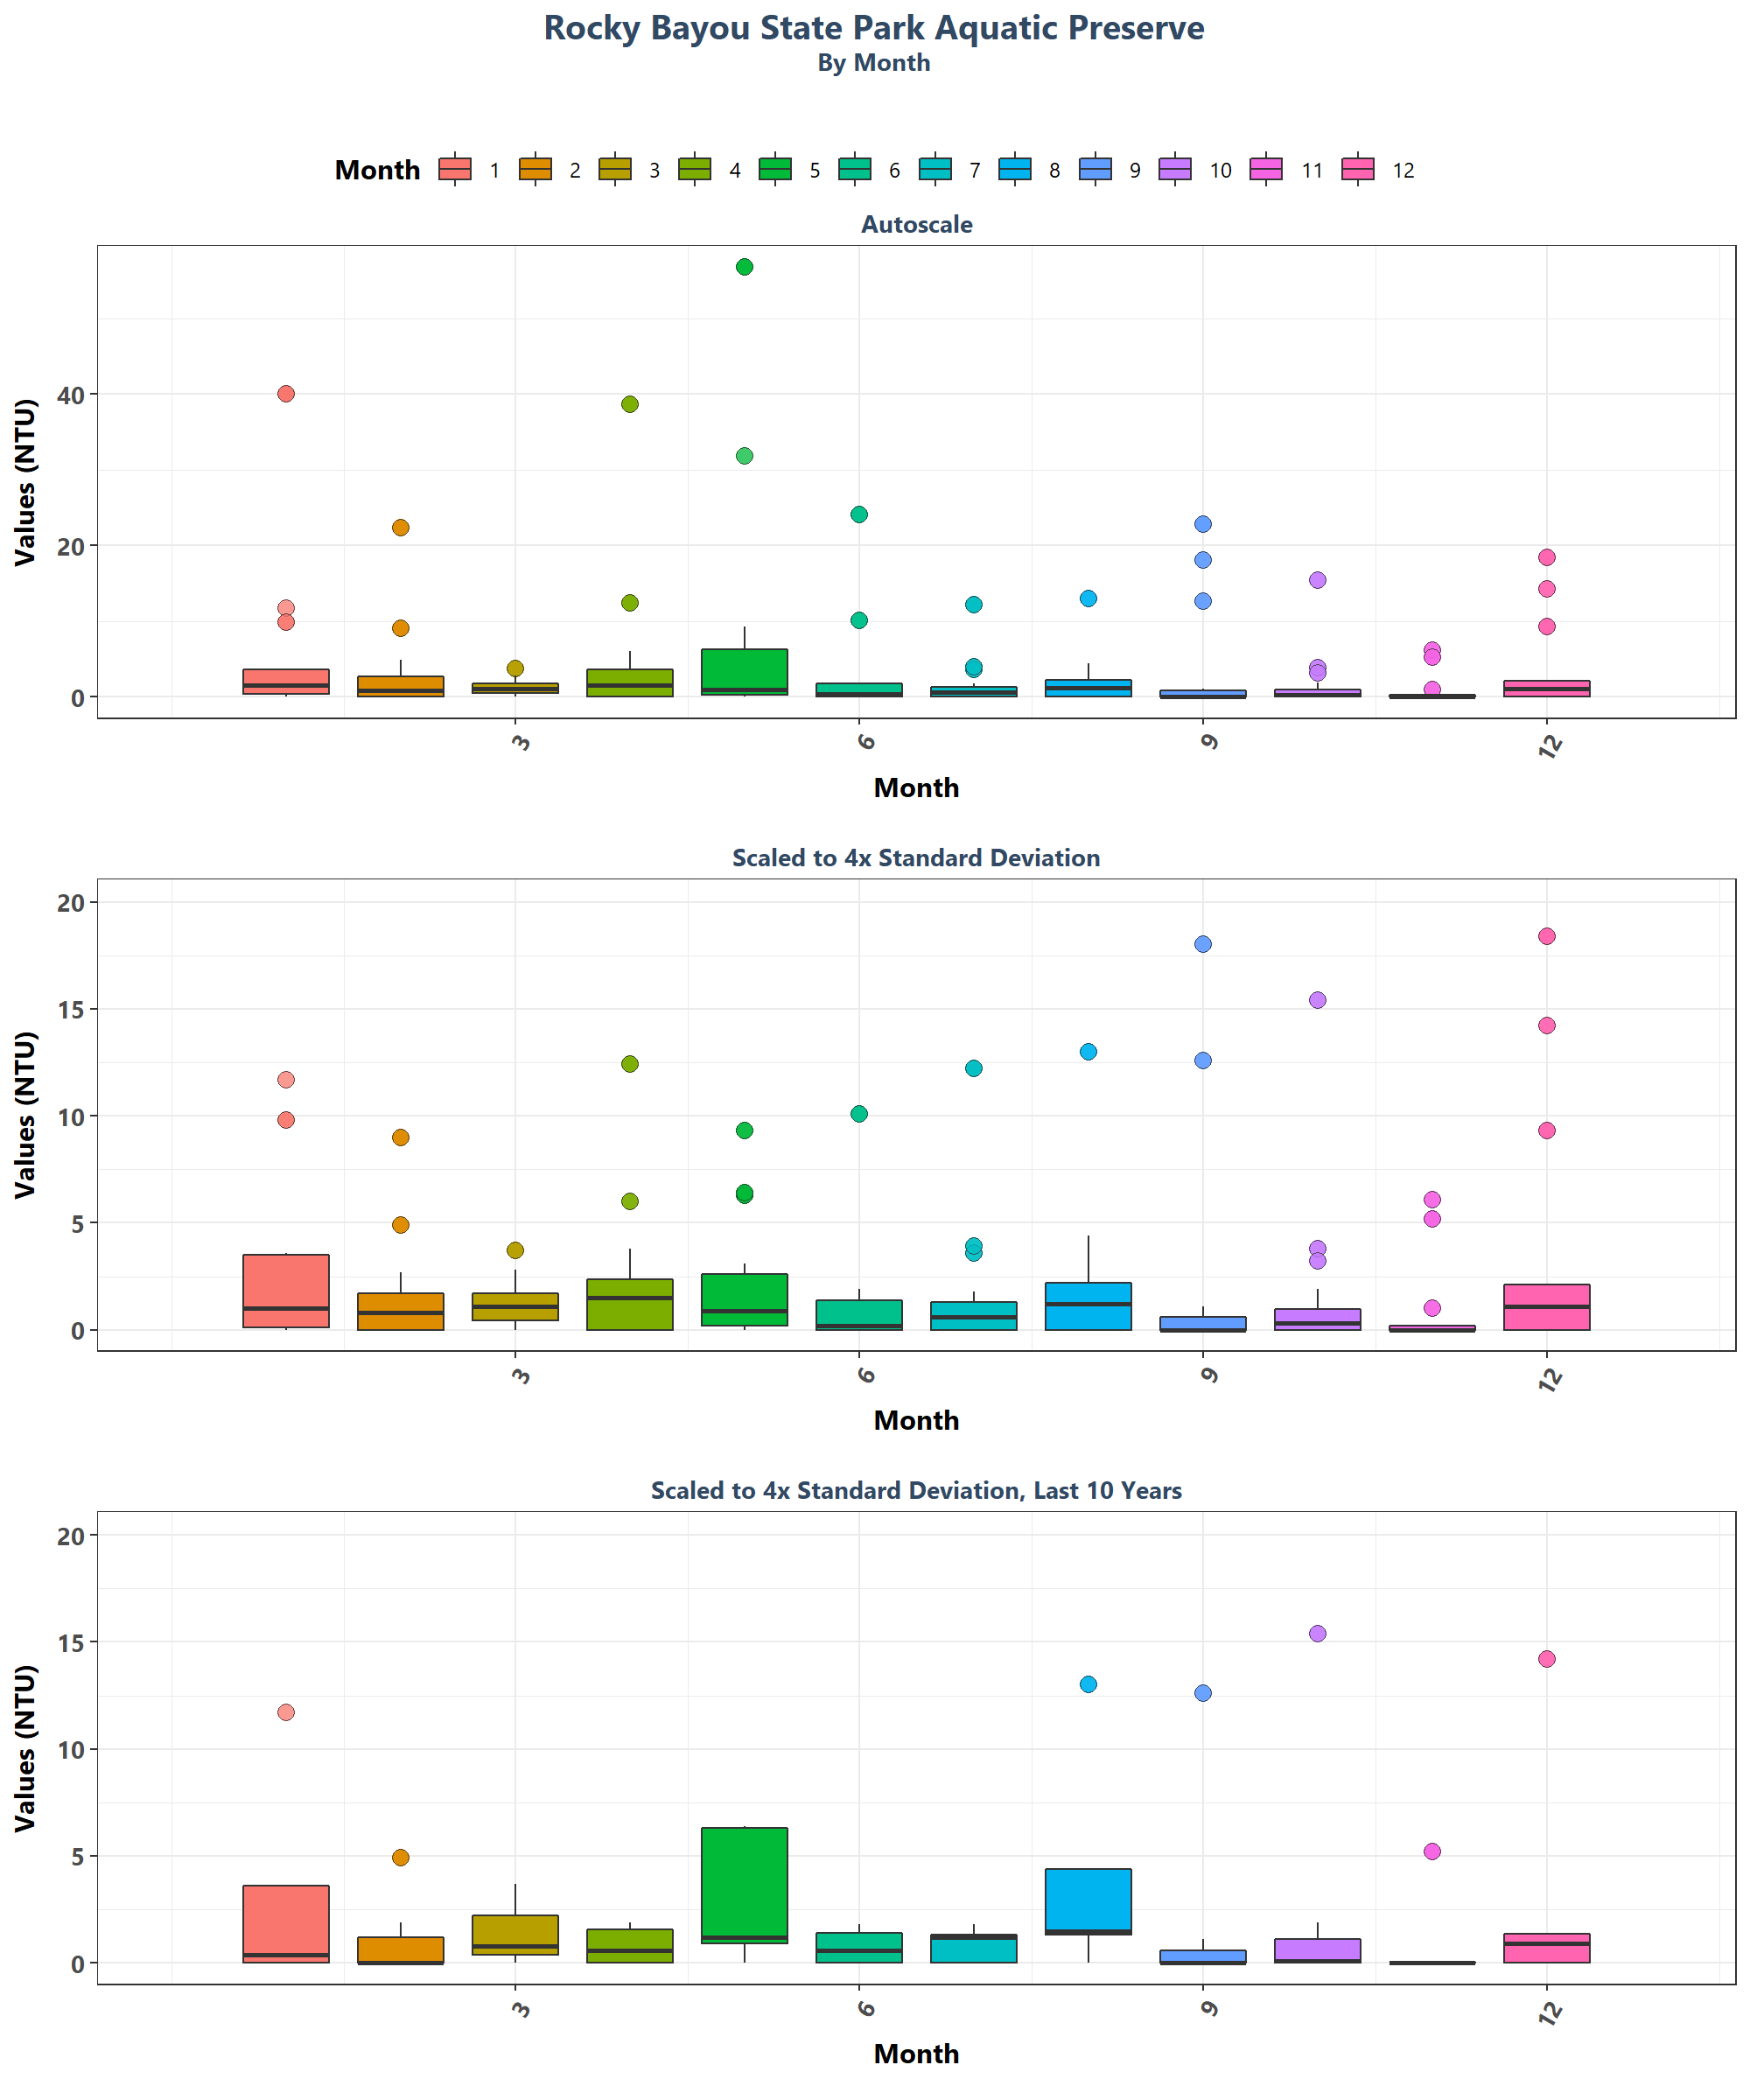 Rocky Bayou State Park Aquatic Preserve
By Month
Month 1 2 3 4 5 6 7 8 9 10 11 12
Autoscale
Values (NTU)
40
20
0
3 6 9 12
Month
Scaled to 4x Standard Deviation
Values (NTU)
20
15
10
5
0
3 6 9 12
Month
Scaled to 4x Standard Deviation, Last 10 Years
Values (NTU)
20
15
10
5
0
3 6 9 12
Month